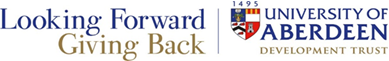 Looking Forward
Giving Back
1495
UNIVERSITY OF
ABERDEEN
DEVELOPMENT TRUST